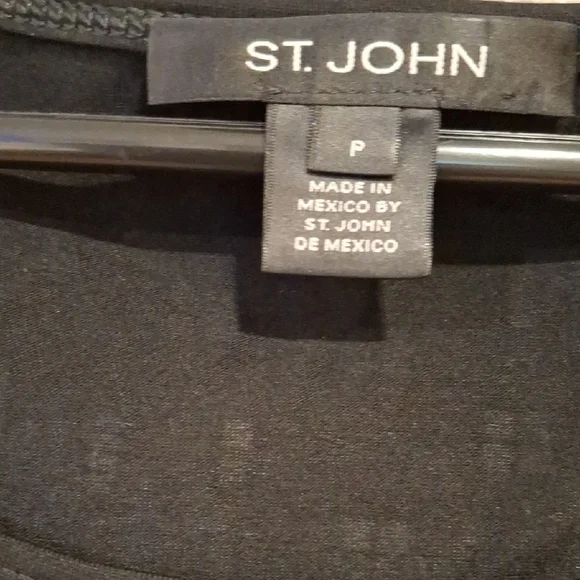 ST. JOHN
P
MADE IN
MEXICO BY
ST. JOHN
DE MEXICO